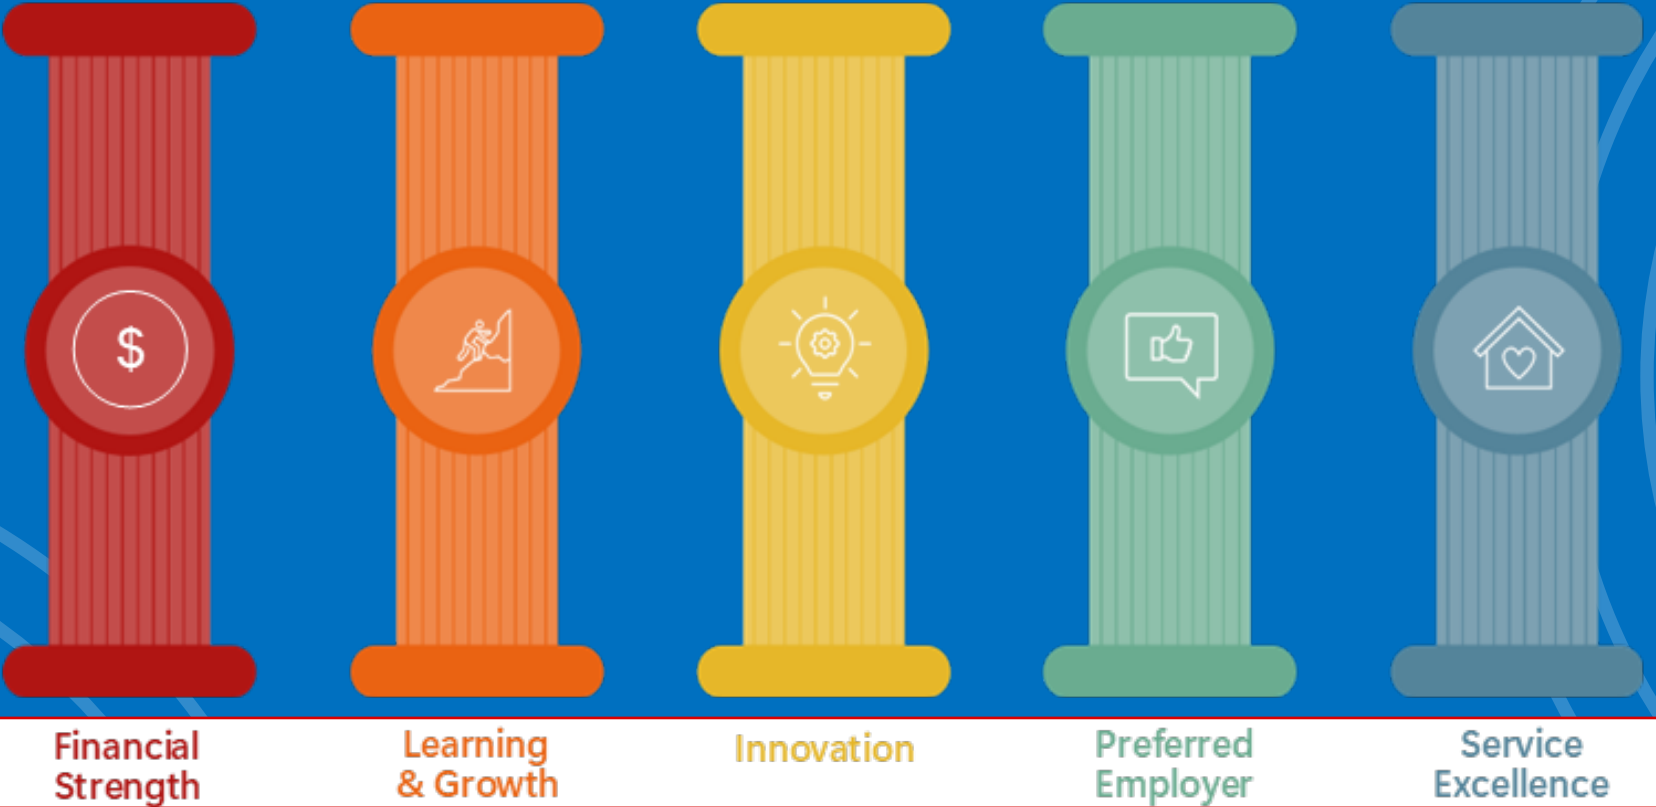 $
Financial
Strength
Learning
& Growth
Innovation
Preferred
Employer
Service
Excellence